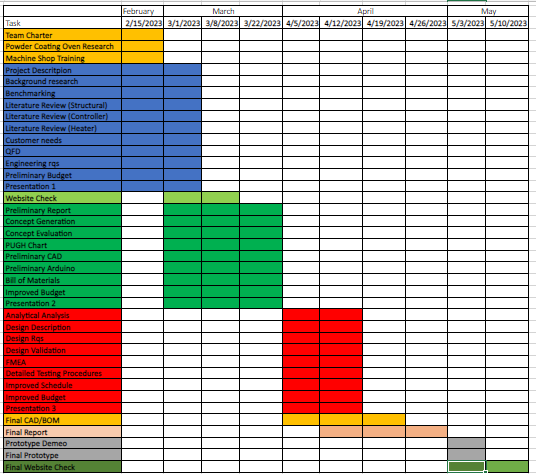 February March April May
Task 2/15/2023 3/1/2023 3/8/2023 3/22/2023 4/5/2023 4/12/2023 4/19/2023 4/26/2023 5/3/2023 5/10/2023
Team Charter
Powder Coating Oven Research
Machine Shop Training
Project Descritpion
Background research
Benchmarking
Literature Review (Structural)
Literature Review (Controller)
Literature Review (Heater)
Customer needs
QFD
Engineering rqs
Preliminary Budget
Presentation 1
Website Check
Preliminary Report
Concept Generation
Concept Evaluation
PUGH Chart
Preliminary CAD
Preliminary Arduino
Bill of Materials
Improved Budget
Presentation 2
Analytical Analysis
Design Description
Design Rqs
Design Validation
FMEA
Detailed Testing Procedures
Improved Schedule
Improved Budget
Presentation 3
Final CAD/BOM
Final Report
Prototype Demeo
Final Prototype
Final Website Check